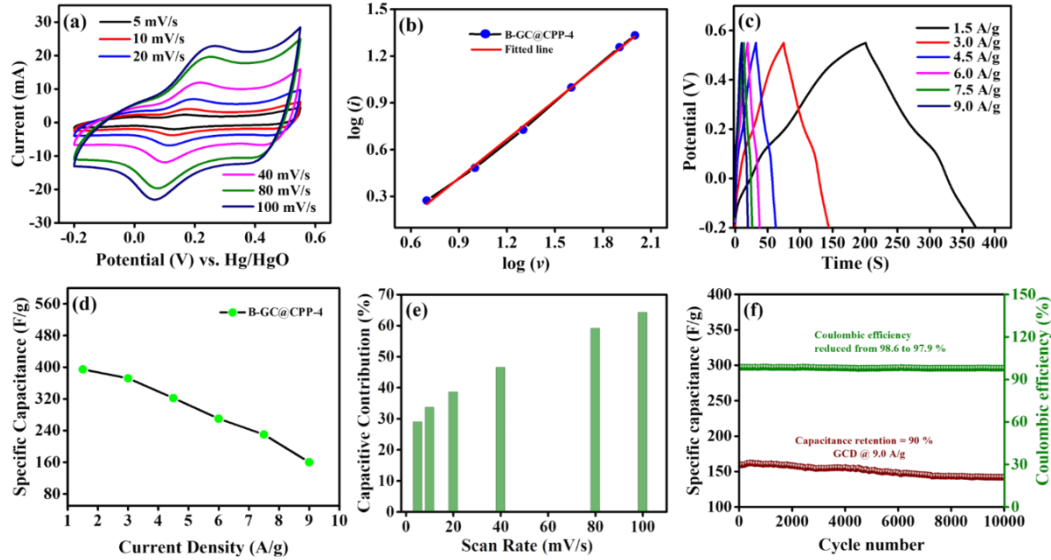 (a)
5 mV/s
10 mV/s
20 mV/s
40 mV/s
80 mV/s
100 mV/s
30
20
10
0
-10
-20
-30
-0.2
0.0
0.2
0.4
0.6
Current (mA)
Potential (V) vs. Hg/HgO
(b)
B-GC@CPP-4
Fitted line
1.5
1.2
0.9
0.6
0.3
0.6
0.9
1.2
1.5
1.8
2.1
log (i)
log (v)
(c)
1.5 A/g
3.0 A/g
4.5 A/g
6.0 A/g
7.5 A/g
9.0 A/g
0.6
0.4
0.2
0.0
-0.2
0
50
100
150
200
250
300
350
400
Potential (V)
Time (S)
(d)
B-GC@CPP-4
560
480
400
320
240
160
80
1
2
3
4
5
6
7
8
9
10
Specific Capacitance (F/g)
Current Density (A/g)
(e)
70
60
50
40
30
20
10
0
0
20
40
60
80
100
Capacitive Contribution (%)
Scan Rate (mV/s)
(f)
Coulombic efficiency
reduced from 98.6 to 97.9 %
Capacitance retention = 90 %
GCD @ 9.0 A/g
400
350
300
250
200
150
100
150
120
90
60
30
0
0
2000
4000
6000
8000
10000
Specific capacitance (F/g)
Coulombic efficiency (%)
Cycle number